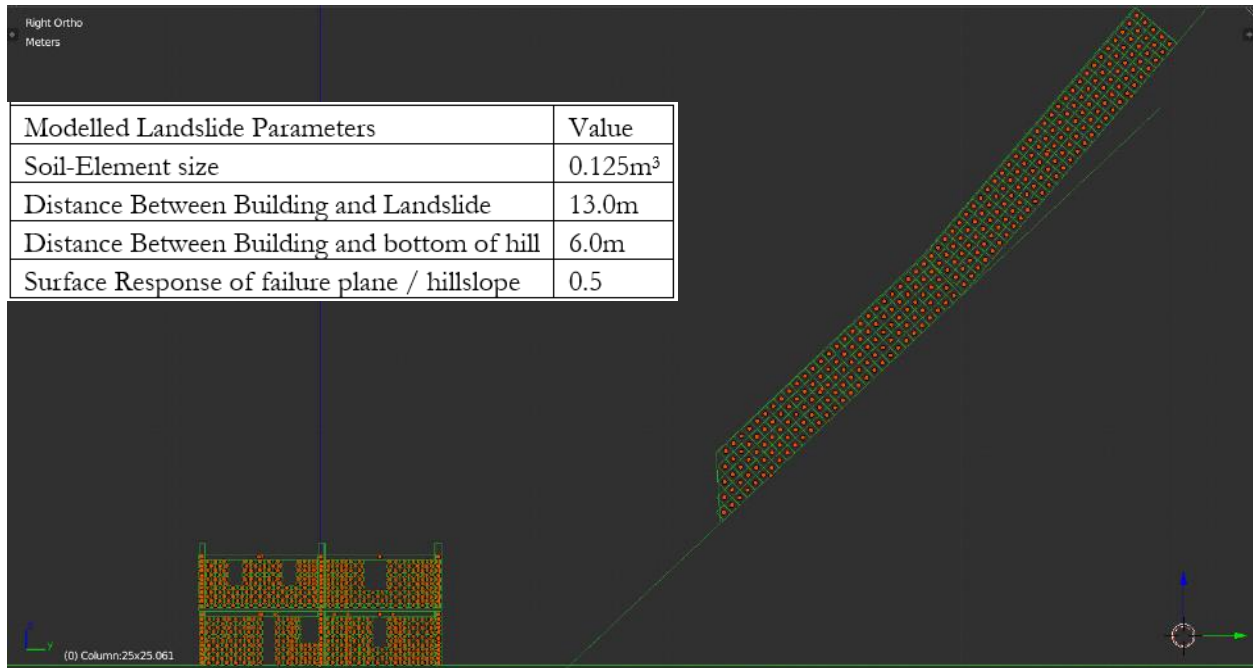 Right Ortho
Meters
Modelled Landslide Parameters Value
Soil-Element size 0.125m³
Distance Between Building and Landslide 13.0m
Distance Between Building and bottom of hill 6.0m
Surface Response of failure plane / hillslope 0.5
z
y
(0) Column:25x25.061